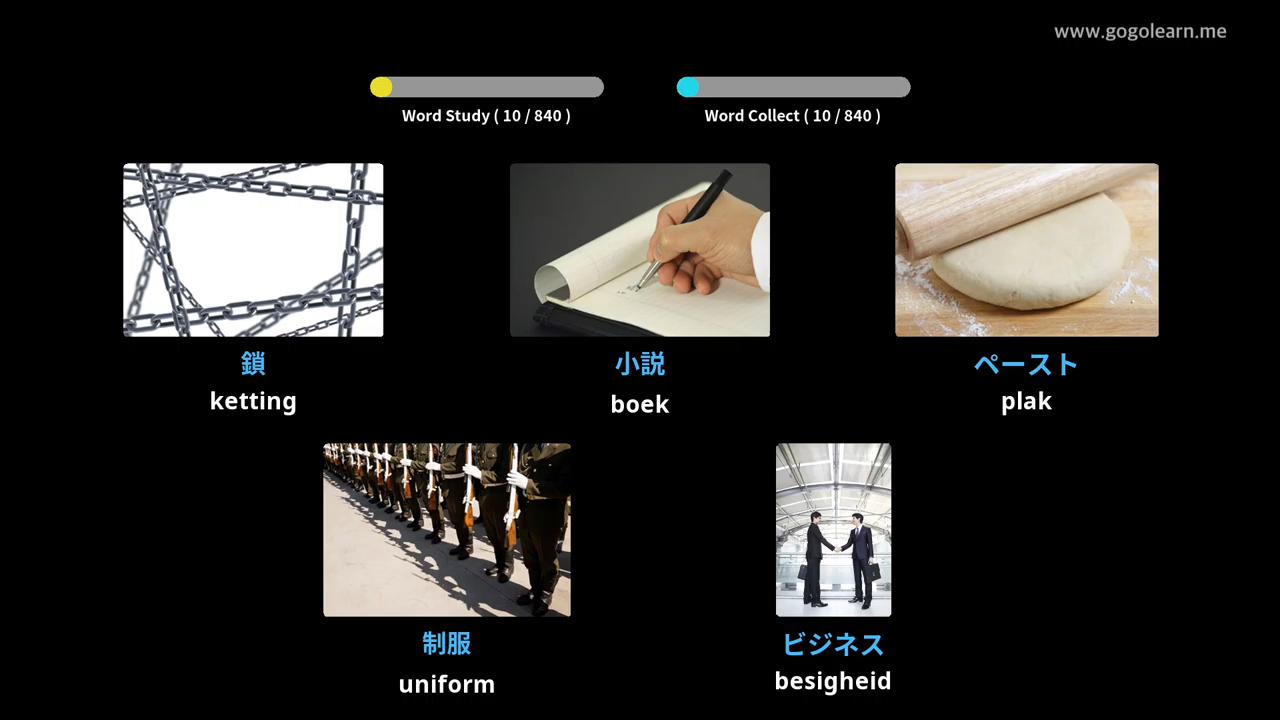 www.gogolearn.me
Word Study ( 10 / 840 )
Word Collect ( 10 / 840 )
鎖
ketting
小説
boek
ペースト
plak
制服
uniform
ビジネス
besigheid